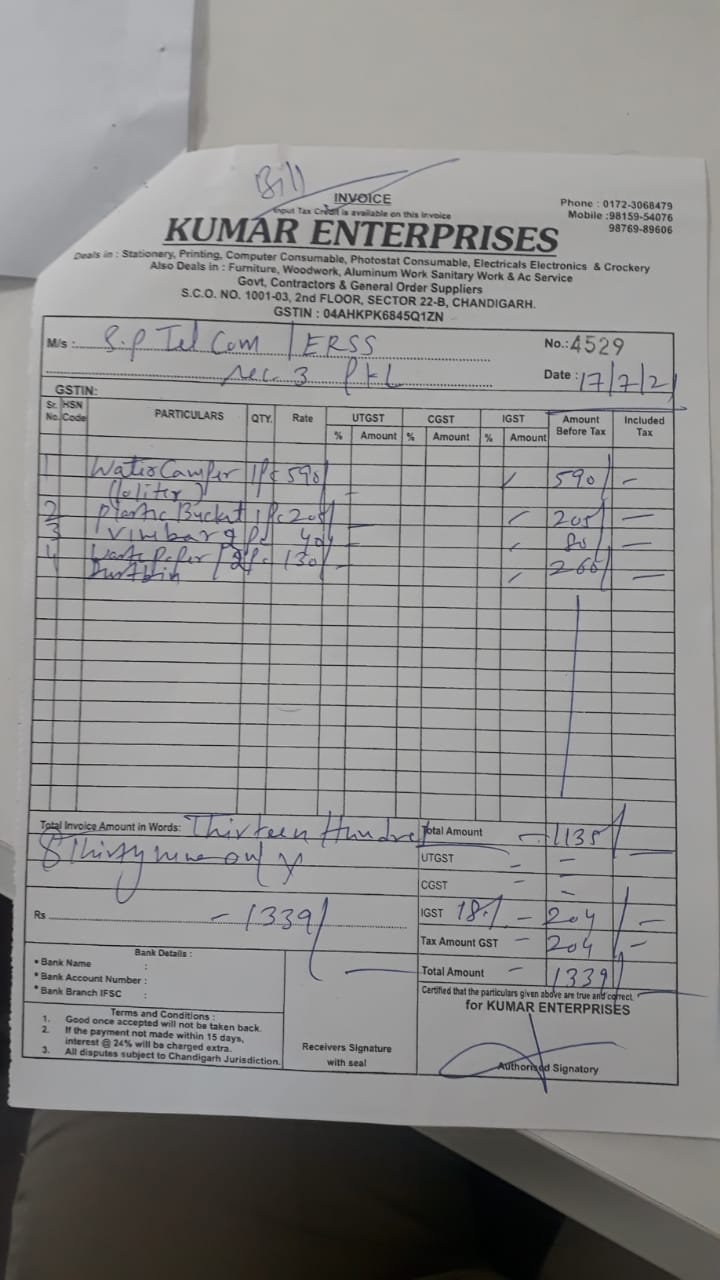 Bill
INVOICE
Input Tax Credit is available on this Invoice
Phone : 0172-3068479
Mobile :98159-54076
98769-89606
KUMAR ENTERPRISES
Deals in : Stationery, Printing, Computer Consumable, Photostat Consumable, Electricals Electronics & Crockery
Also Deals in : Furniture, Woodwork, Aluminum Work Sanitary Work & Ac Service
Govt, Contractors & General Order Suppliers
S.C.O. NO. 1001-03, 2nd FLOOR, SECTOR 22-B, CHANDIGARH.
GSTIN : 04AHKPK6845Q1ZN
M/s : S.P Tel Com / ERSS No.:4529
Sec. 3 PKL Date : 17/7/21
GSTIN:
Sr. No. HSN Code PARTICULARS QTY. Rate UTGST CGST IGST Amount Before Tax Included Tax
% Amount % Amount % Amount
1 Water Camper 1Pc 590/ 590/ -
(10 liter)
2 Plastic Bucket 1Pc 205/ 205/ -
3 Vimbar 2Pc 40/ 80/ -
4 Waste Paper / 2Pc 130/ 260/ -
Dustbin
Total Invoice Amount in Words: Thirteen Hundred
& Thirty nine only
Total Amount - 1135/
UTGST - -
CGST - -
Rs - 1339/
IGST 18% - 204/ -
Tax Amount GST - 204/ -
Total Amount - 1339/
Bank Details :
* Bank Name :
* Bank Account Number :
* Bank Branch IFSC :
Certified that the particulars given above are true and correct.
for KUMAR ENTERPRISES
Terms and Conditions :
1. Good once accepted will not be taken back.
2. If the payment not made within 15 days,
interest @ 24% will be charged extra.
3. All disputes subject to Chandigarh Jurisdiction.
Receivers Signature
with seal
Authorised Signatory